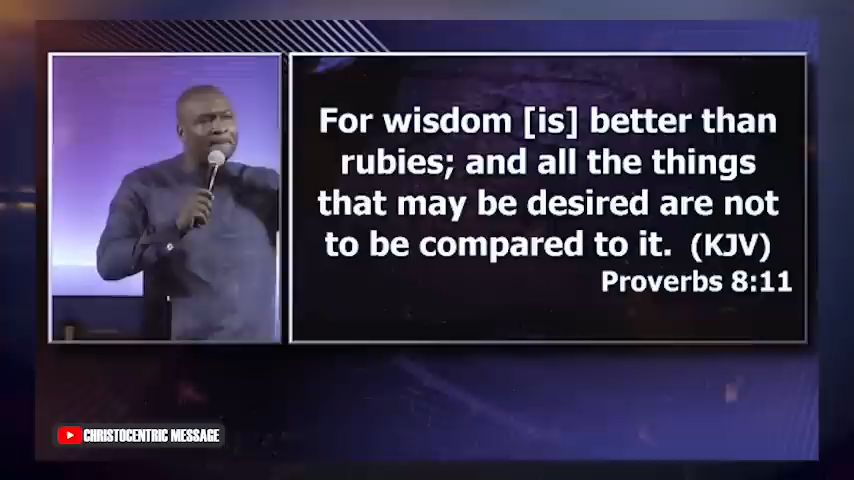 For wisdom [is] better than
rubies; and all the things
that may be desired are not
to be compared to it. (KJV)
Proverbs 8:11
CHRISTOCENTRIC MESSAGE